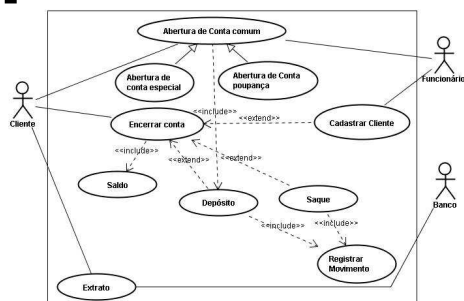 Abertura de Conta comum
Abertura de
conta especial
Abertura de Conta
poupança
Funcionário
<<include>>
<<extend>>
Cliente
Encerrar conta
Cadastrar Cliente
<<include>>
<<extend>>
<<extend>>
Saldo
Depósito
Saque
Banco
<<include>>
<<include>>
Registrar
Movimento
Extrato